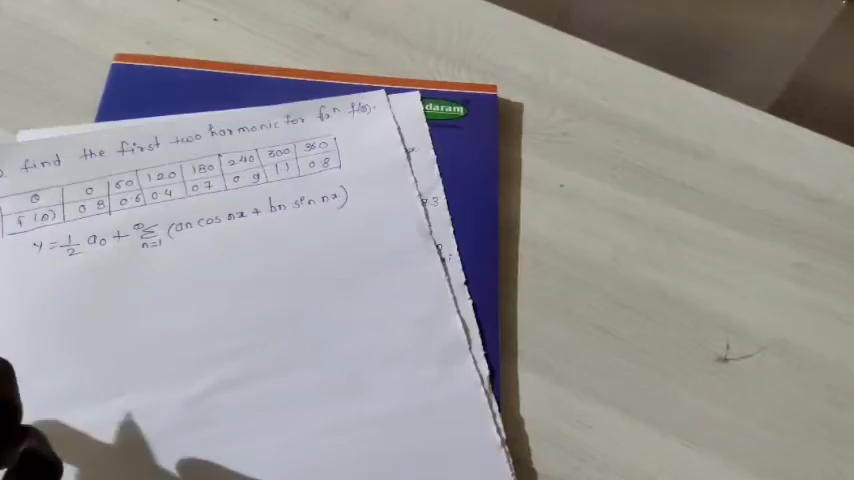 find the first two harmonic for fxⁿ f(θ).
θ 0 60 120 180 240 300 360
f(θ) 0.8 0.6 0.4 0.7 0.9 1.1 0.8
y = 1/2 a0 + ∞ Σ n=1 (an cos nx + bn sin nx)
daram